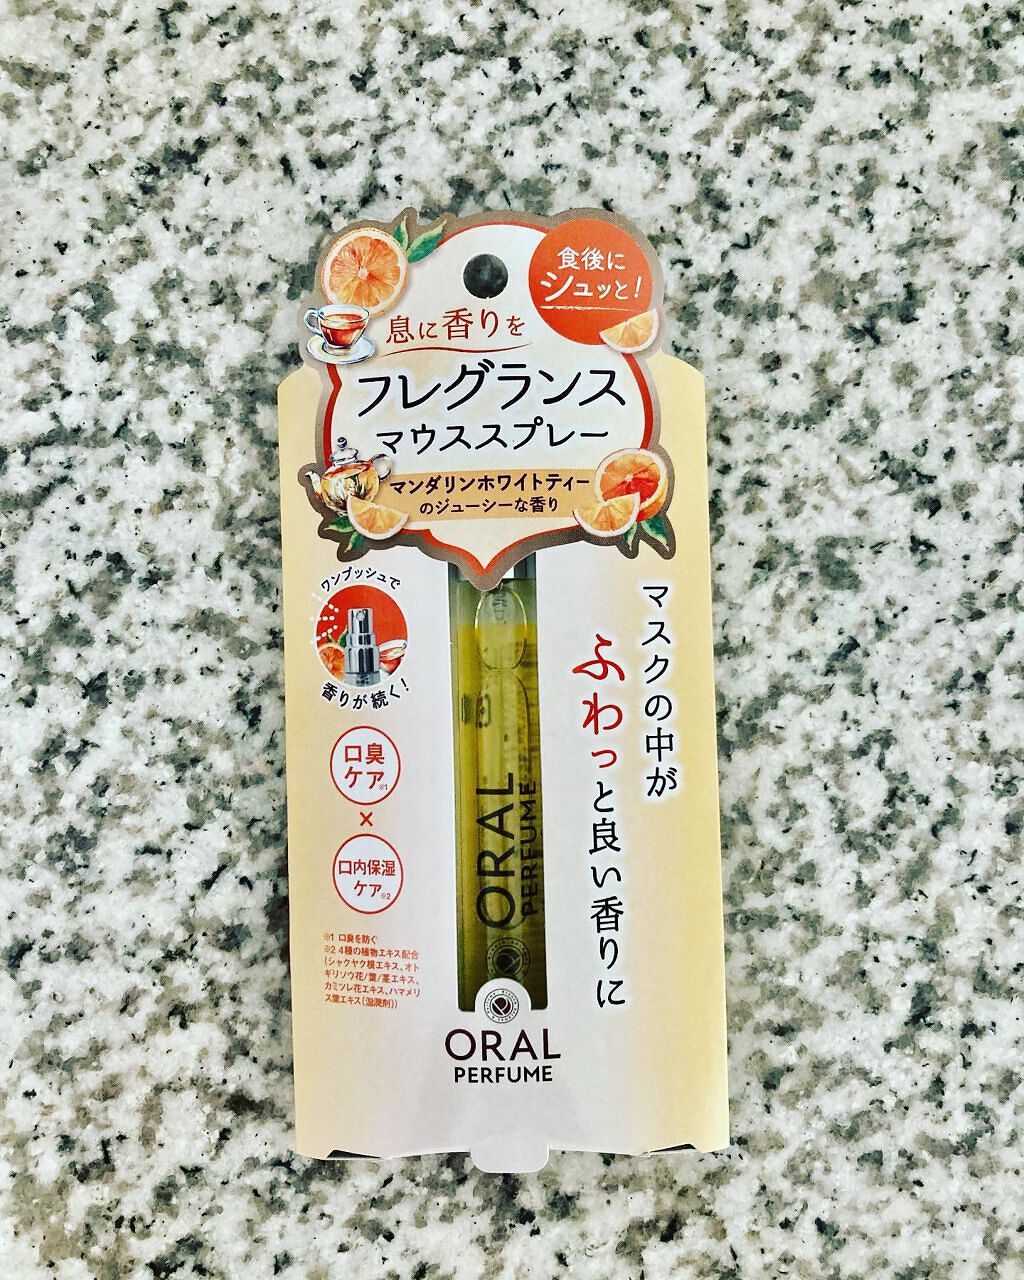 食後に
シュッと!
息に香りを
フレグランス
マウススプレー
マンダリンホワイトティー
のジューシーな香り
ワンプッシュで
香りが続く!
口臭
ケア※1
×
口内保湿
ケア※2
※1 口臭を防ぐ
※2 4種の植物エキス配合
(シャクヤク根エキス、オト
ギリソウ花/葉/茎エキス、
カミツレ花エキス、ハマメリ
ス葉エキス(湿潤剤))
マスクの中が
ふわっと良い香りに
ORAL
PERFUME
ORAL
PERFUME